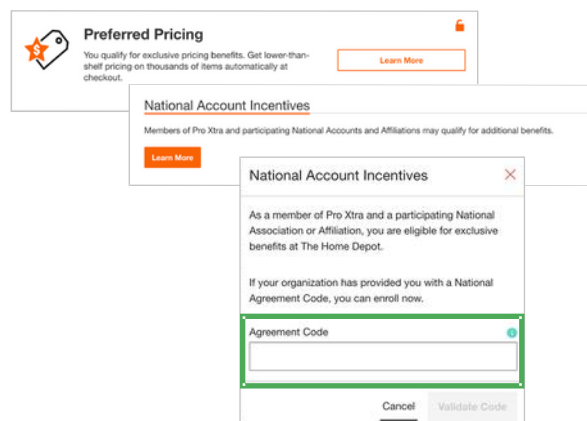 Preferred Pricing
You qualify for exclusive pricing benefits. Get lower-than-
shelf pricing on thousands of items automatically at
checkout.
Learn More
National Account Incentives
Members of Pro Xtra and participating National Accounts and Affiliations may qualify for additional benefits.
Learn More
National Account Incentives
As a member of Pro Xtra and a participating National
Association or Affiliation, you are eligible for exclusive
benefits at The Home Depot.
If your organization has provided you with a National
Agreement Code, you can enroll now.
Agreement Code
Cancel
Validate Code